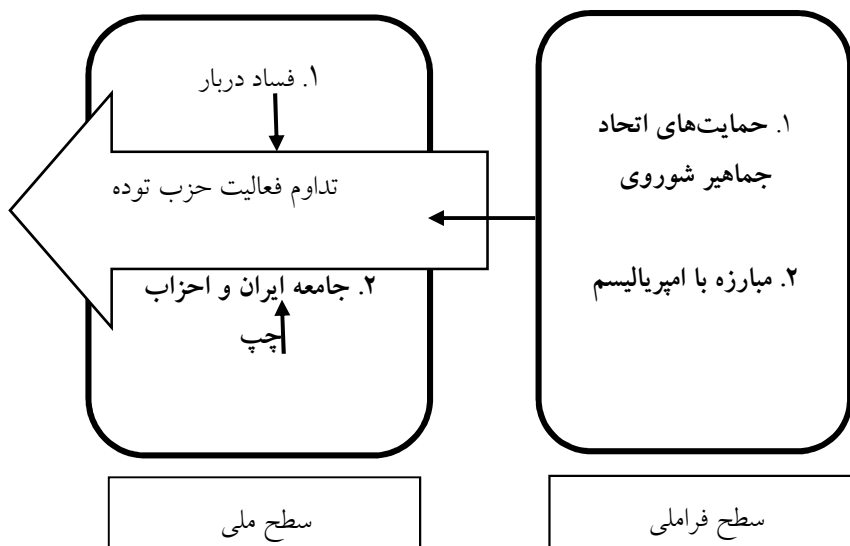 ۱. حمایت‌های اتحاد
جماهیر شوروی
۲. مبارزه با امپریالیسم
سطح فراملی
۱. فساد دربار
تداوم فعالیت حزب توده
۲. جامعه ایران و احزاب
چپ
سطح ملی